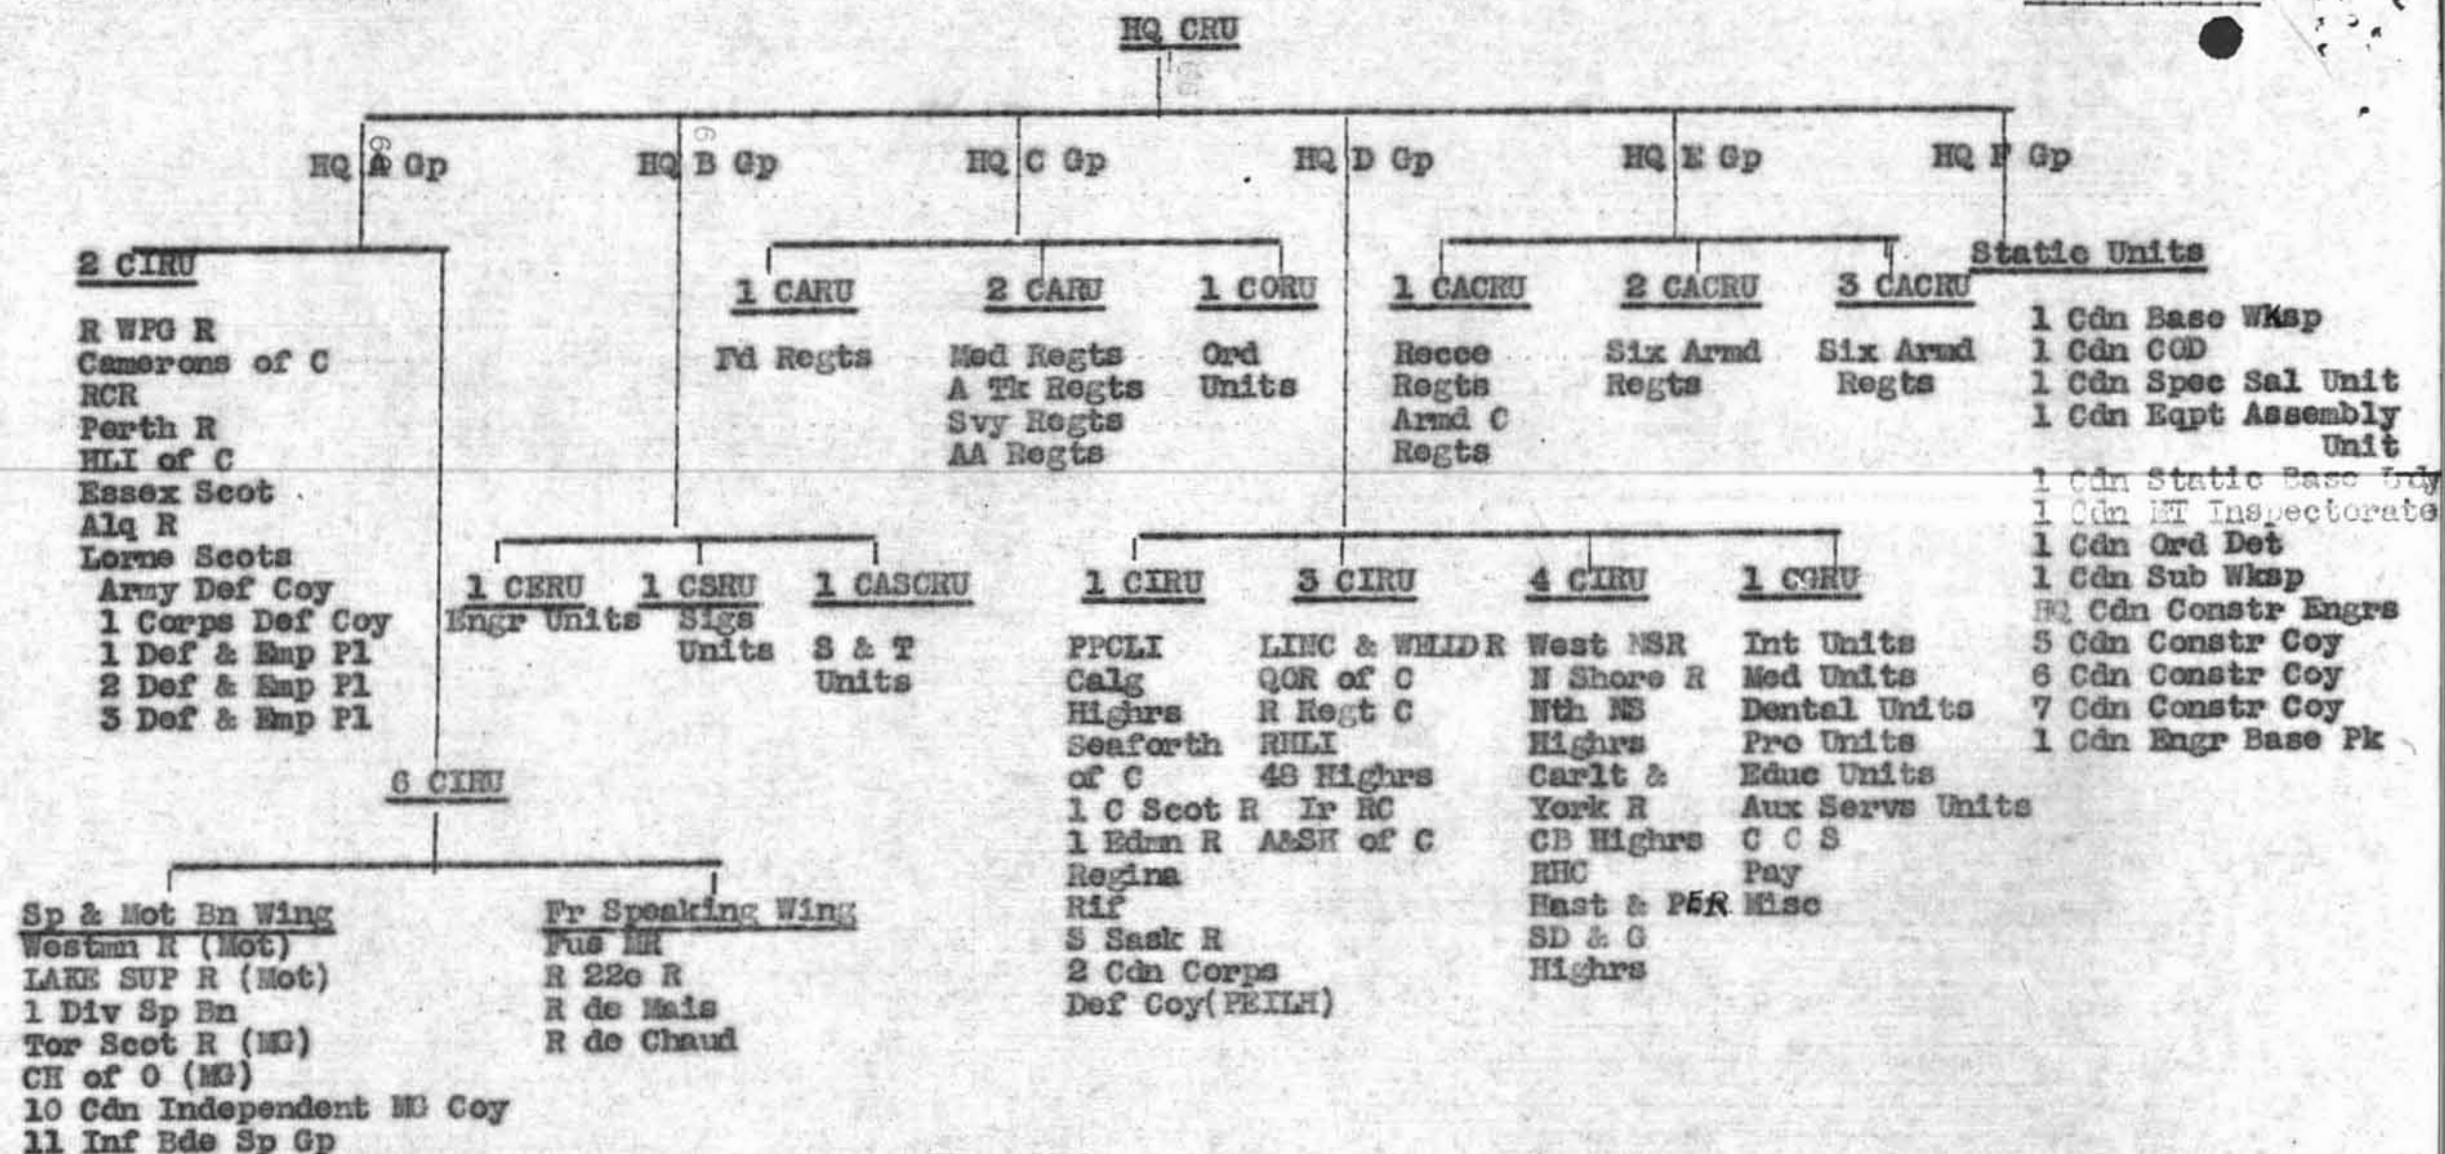 HQ CRU
HQ A Gp
HQ B Gp
HQ C Gp
HQ D Gp
HQ E Gp
HQ F Gp
2 CIRU
R WPG R
Camerons of C
RCR
Perth R
HLI of C
Essex Scot
Alq R
Lorne Scots
Army Def Coy
1 Corps Def Coy
1 Def & Emp Pl
2 Def & Emp Pl
3 Def & Emp Pl
6 CIRU
Sp & Mot Bn Wing
Westmn R (Mot)
LAKE SUP R (Mot)
1 Div Sp Bn
Tor Scot R (MG)
CH of O (MG)
10 Cdn Independent MG Coy
11 Inf Bde Sp Gp
Fr Speaking Wing
Fus MR
R 22e R
R de Mais
R de Chaud
1 CERU
Engr Units
1 CSRU
Sigs
Units
1 CASCRU
S & T
Units
1 CARU
Fd Regts
2 CARU
Med Regts
A Tk Regts
Svy Regts
AA Regts
1 CORU
Ord
Units
1 CIRU
PPCLI
Calg
Highrs
Seaforth
of C
1 C Scot R
1 Edmn R
Regina
Rif
S Sask R
2 Cdn Corps
Def Coy(PEILH)
3 CIRU
LINC & WELLD R
QOR of C
R Regt C
RHLI
48 Highrs
Ir RC
A&SH of C
4 CIRU
West NSR
N Shore R
Nth NS
Highrs
Carlt &
York R
CB Highrs
RHC
Hast & PER
SD & G
Highrs
1 CGRU
Int Units
Med Units
Dental Units
Pro Units
Educ Units
Aux Servs Units
C C S
Pay
Misc
1 CACRU
Recce
Regts
Armd C
Regts
2 CACRU
Six Armd
Regts
3 CACRU
Six Armd
Regts
Static Units
1 Cdn Base Wksp
1 Cdn COD
1 Cdn Spec Sal Unit
1 Cdn Eqpt Assembly
Unit
1 Cdn Static Base Ldy
1 Cdn MT Inspectorate
1 Cdn Ord Det
1 Cdn Sub Wksp
HQ Cdn Constr Engrs
5 Cdn Constr Coy
6 Cdn Constr Coy
7 Cdn Constr Coy
1 Cdn Engr Base Pk